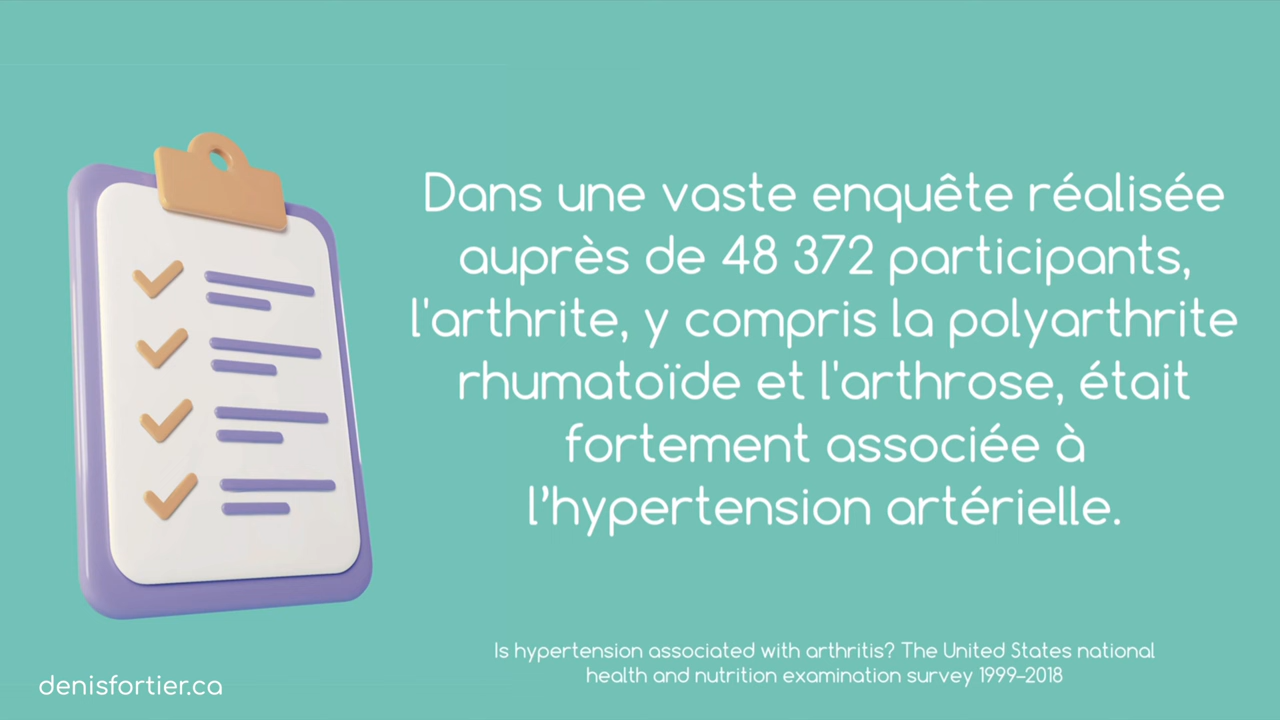 Dans une vaste enquête réalisée
auprès de 48 372 participants,
l'arthrite, y compris la polyarthrite
rhumatoïde et l'arthrose, était
fortement associée à
l’hypertension artérielle.
Is hypertension associated with arthritis? The United States national
health and nutrition examination survey 1999–2018
denisfortier.ca